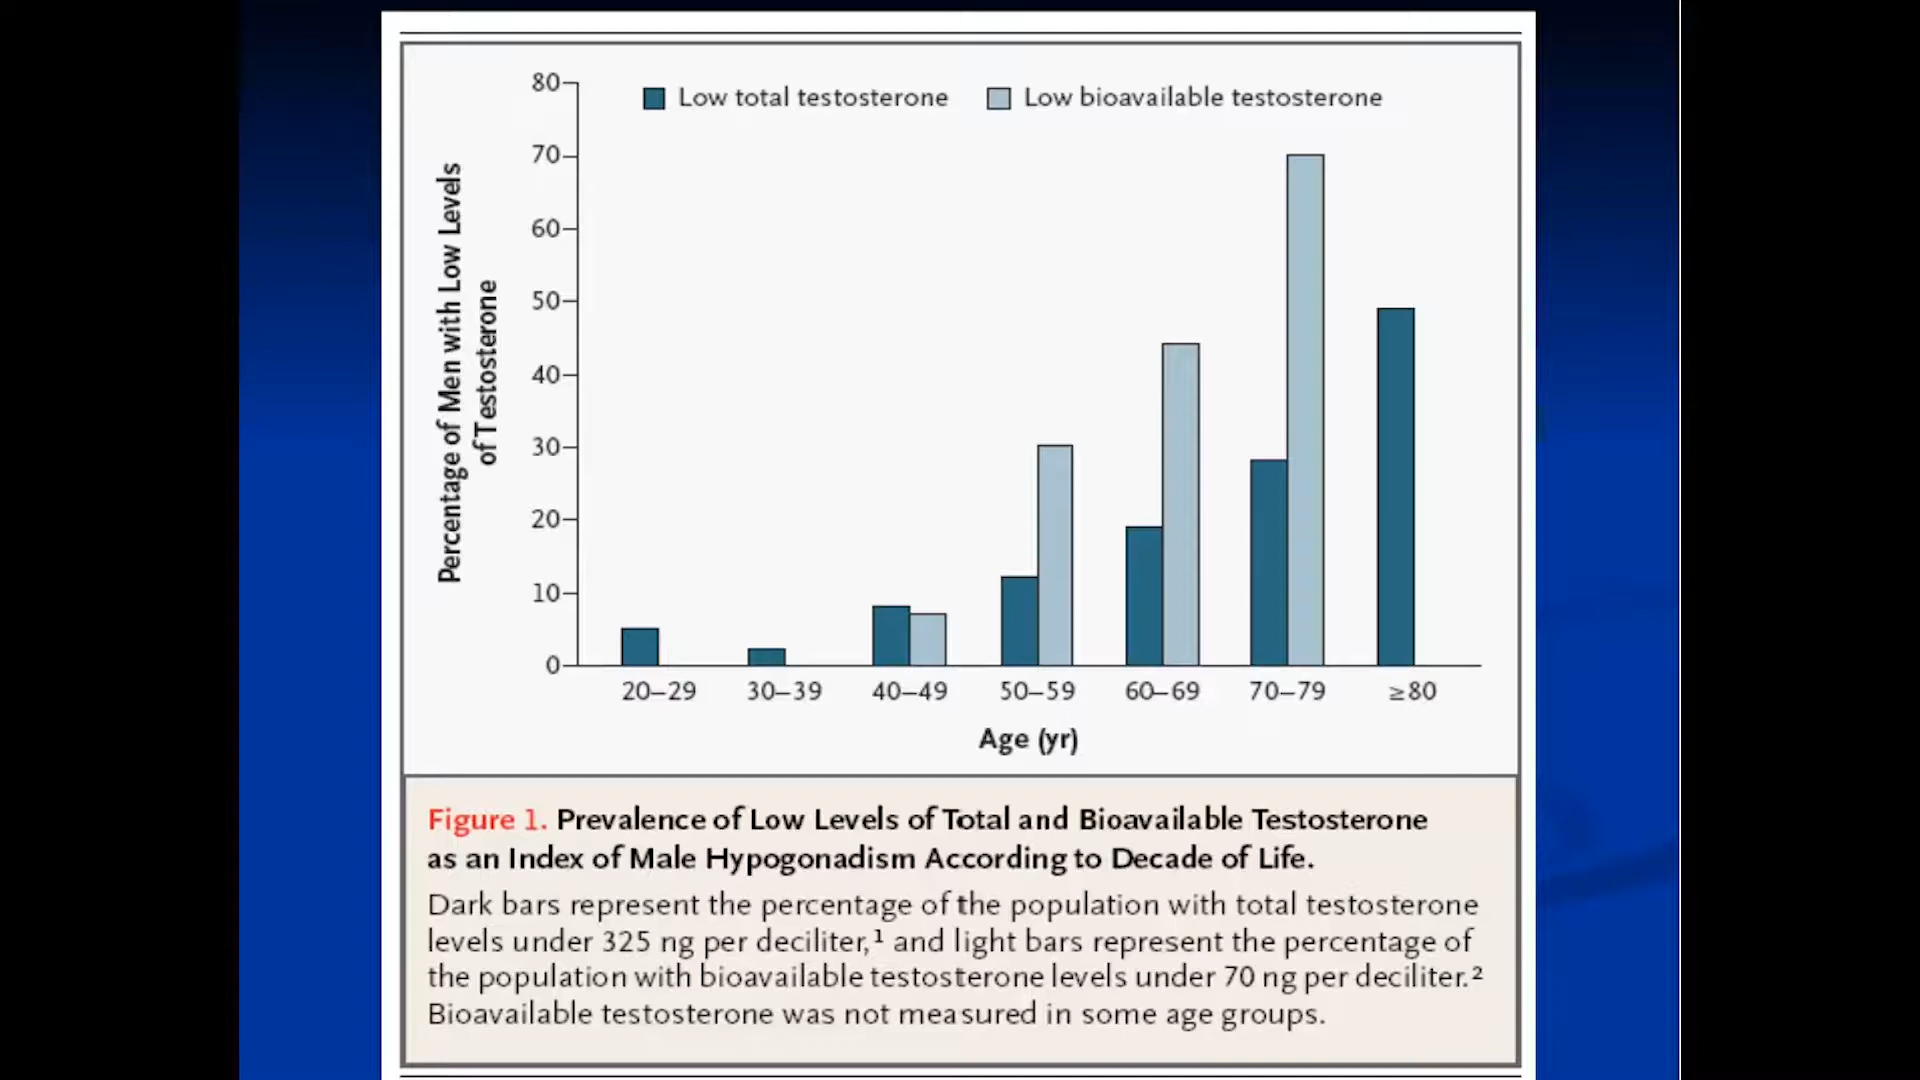 80
Low total testosterone
Low bioavailable testosterone
70
60
50
40
30
20
10
0
Percentage of Men with Low Levels
of Testosterone
20–29
30–39
40–49
50–59
60–69
70–79
≥80
Age (yr)
Figure 1. Prevalence of Low Levels of Total and Bioavailable Testosterone
as an Index of Male Hypogonadism According to Decade of Life.
Dark bars represent the percentage of the population with total testosterone
levels under 325 ng per deciliter,¹ and light bars represent the percentage of
the population with bioavailable testosterone levels under 70 ng per deciliter.²
Bioavailable testosterone was not measured in some age groups.